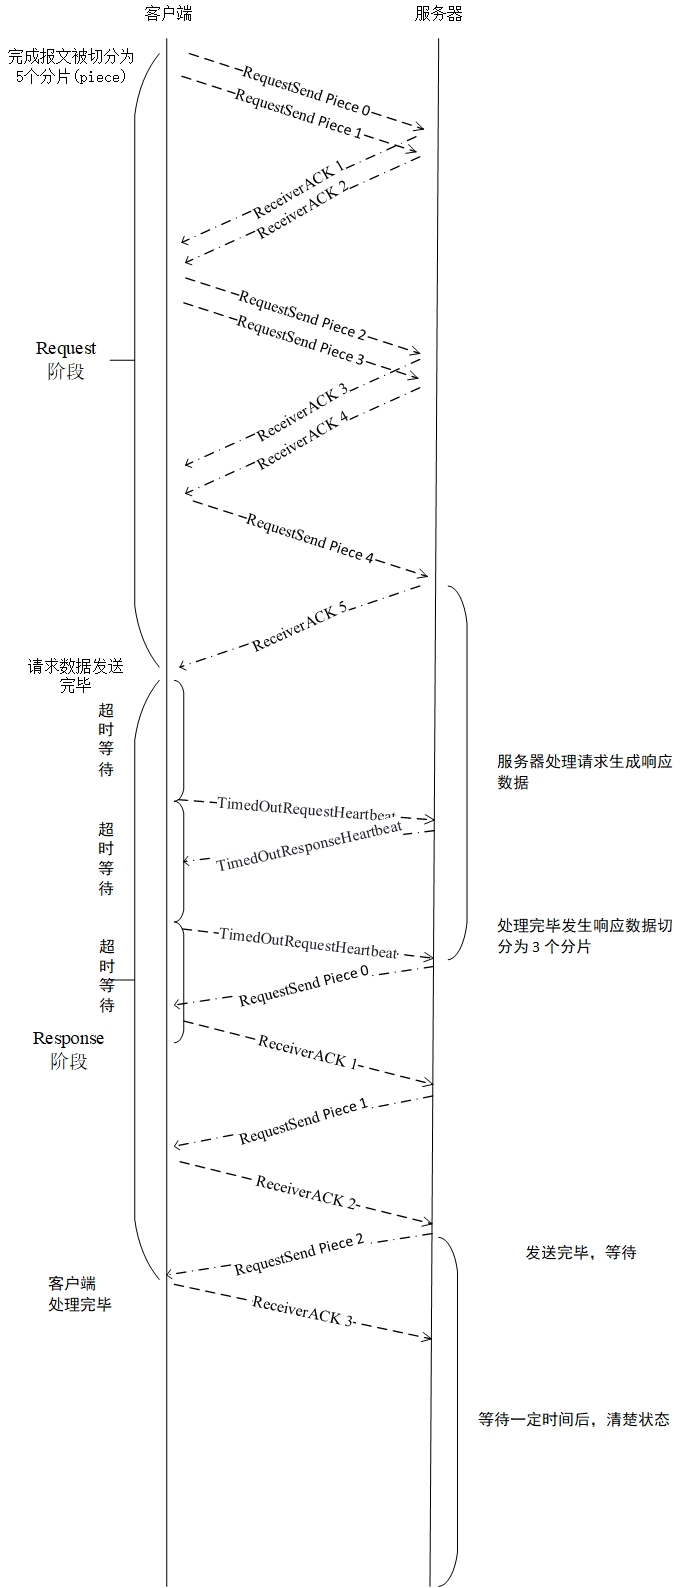 客户端
服务器
完成报文被切分为
5个分片(piece)
RequestSend Piece 0
RequestSend Piece 1
ReceiverACK 1
ReceiverACK 2
RequestSend Piece 2
RequestSend Piece 3
Request
阶段
ReceiverACK 3
ReceiverACK 4
RequestSend Piece 4
ReceiverACK 5
请求数据发送
完毕
超
时
等
待
服务器处理请求生成响应
数据
TimedOutRequestHeartbeat
TimedOutResponseHeartbeat
超
时
等
待
处理完毕发生响应数据切
分为 3 个分片
TimedOutRequestHeartbeat
超
时
等
待
RequestSend Piece 0
Response
阶段
ReceiverACK 1
RequestSend Piece 1
ReceiverACK 2
RequestSend Piece 2
发送完毕，等待
客户端
处理完毕
ReceiverACK 3
等待一定时间后，清楚状态